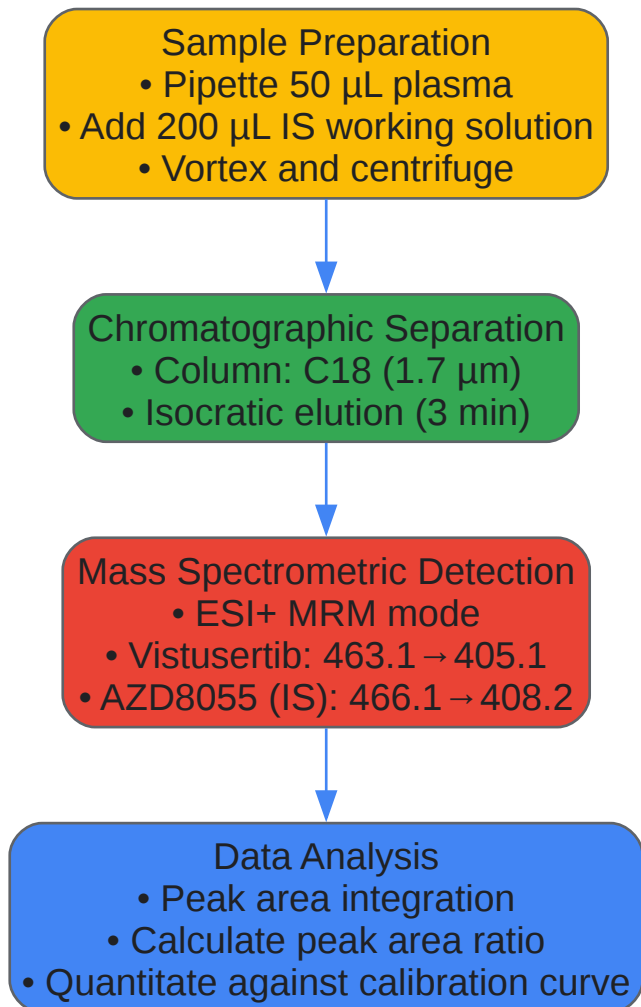 Sample Preparation
• Pipette 50 µL plasma
• Add 200 µL IS working solution
• Vortex and centrifuge
Chromatographic Separation
• Column: C18 (1.7 µm)
• Isocratic elution (3 min)
Mass Spectrometric Detection
• ESI+ MRM mode
• Vistusertib: 463.1→405.1
• AZD8055 (IS): 466.1→408.2
Data Analysis
• Peak area integration
• Calculate peak area ratio
• Quantitate against calibration curve